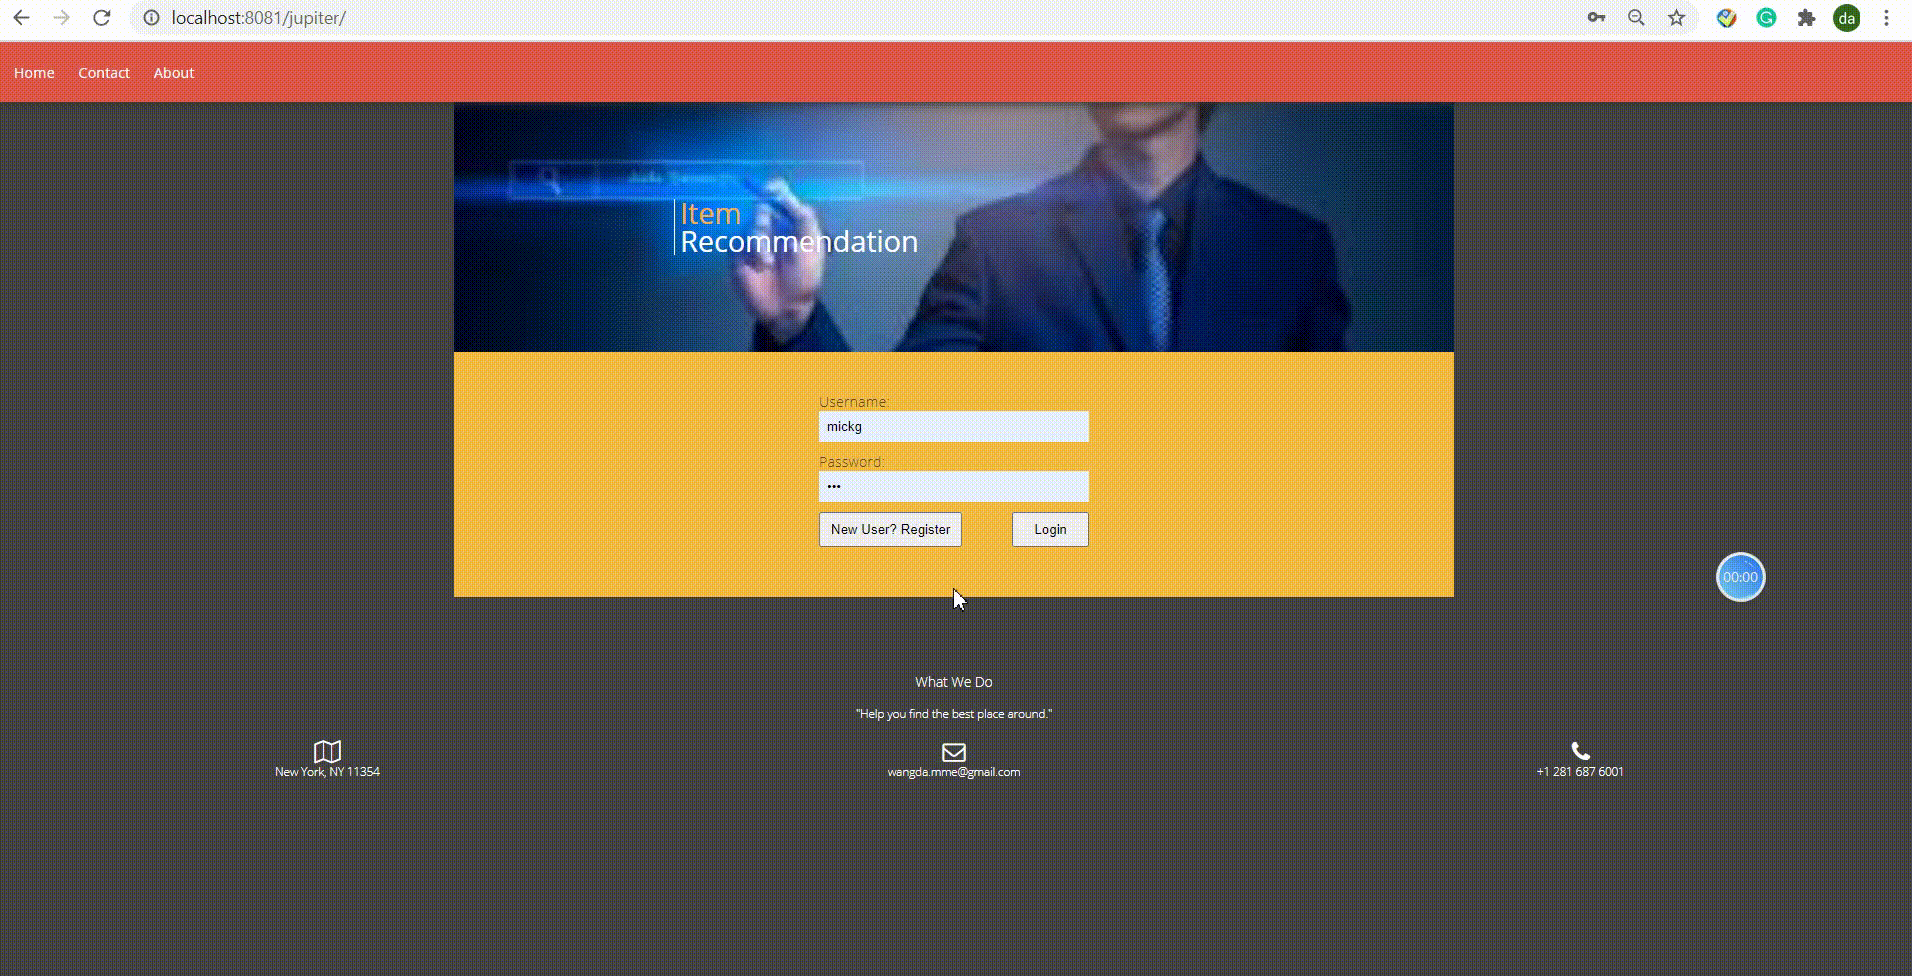 localhost:8081/jupiter/
da
Home Contact About
Item
Recommendation
Username:
mickg
Password:
•••
New User? Register Login
00:00
What We Do
"Help you find the best place around."
New York, NY 11354
wangda.mme@gmail.com
+1 281 687 6001